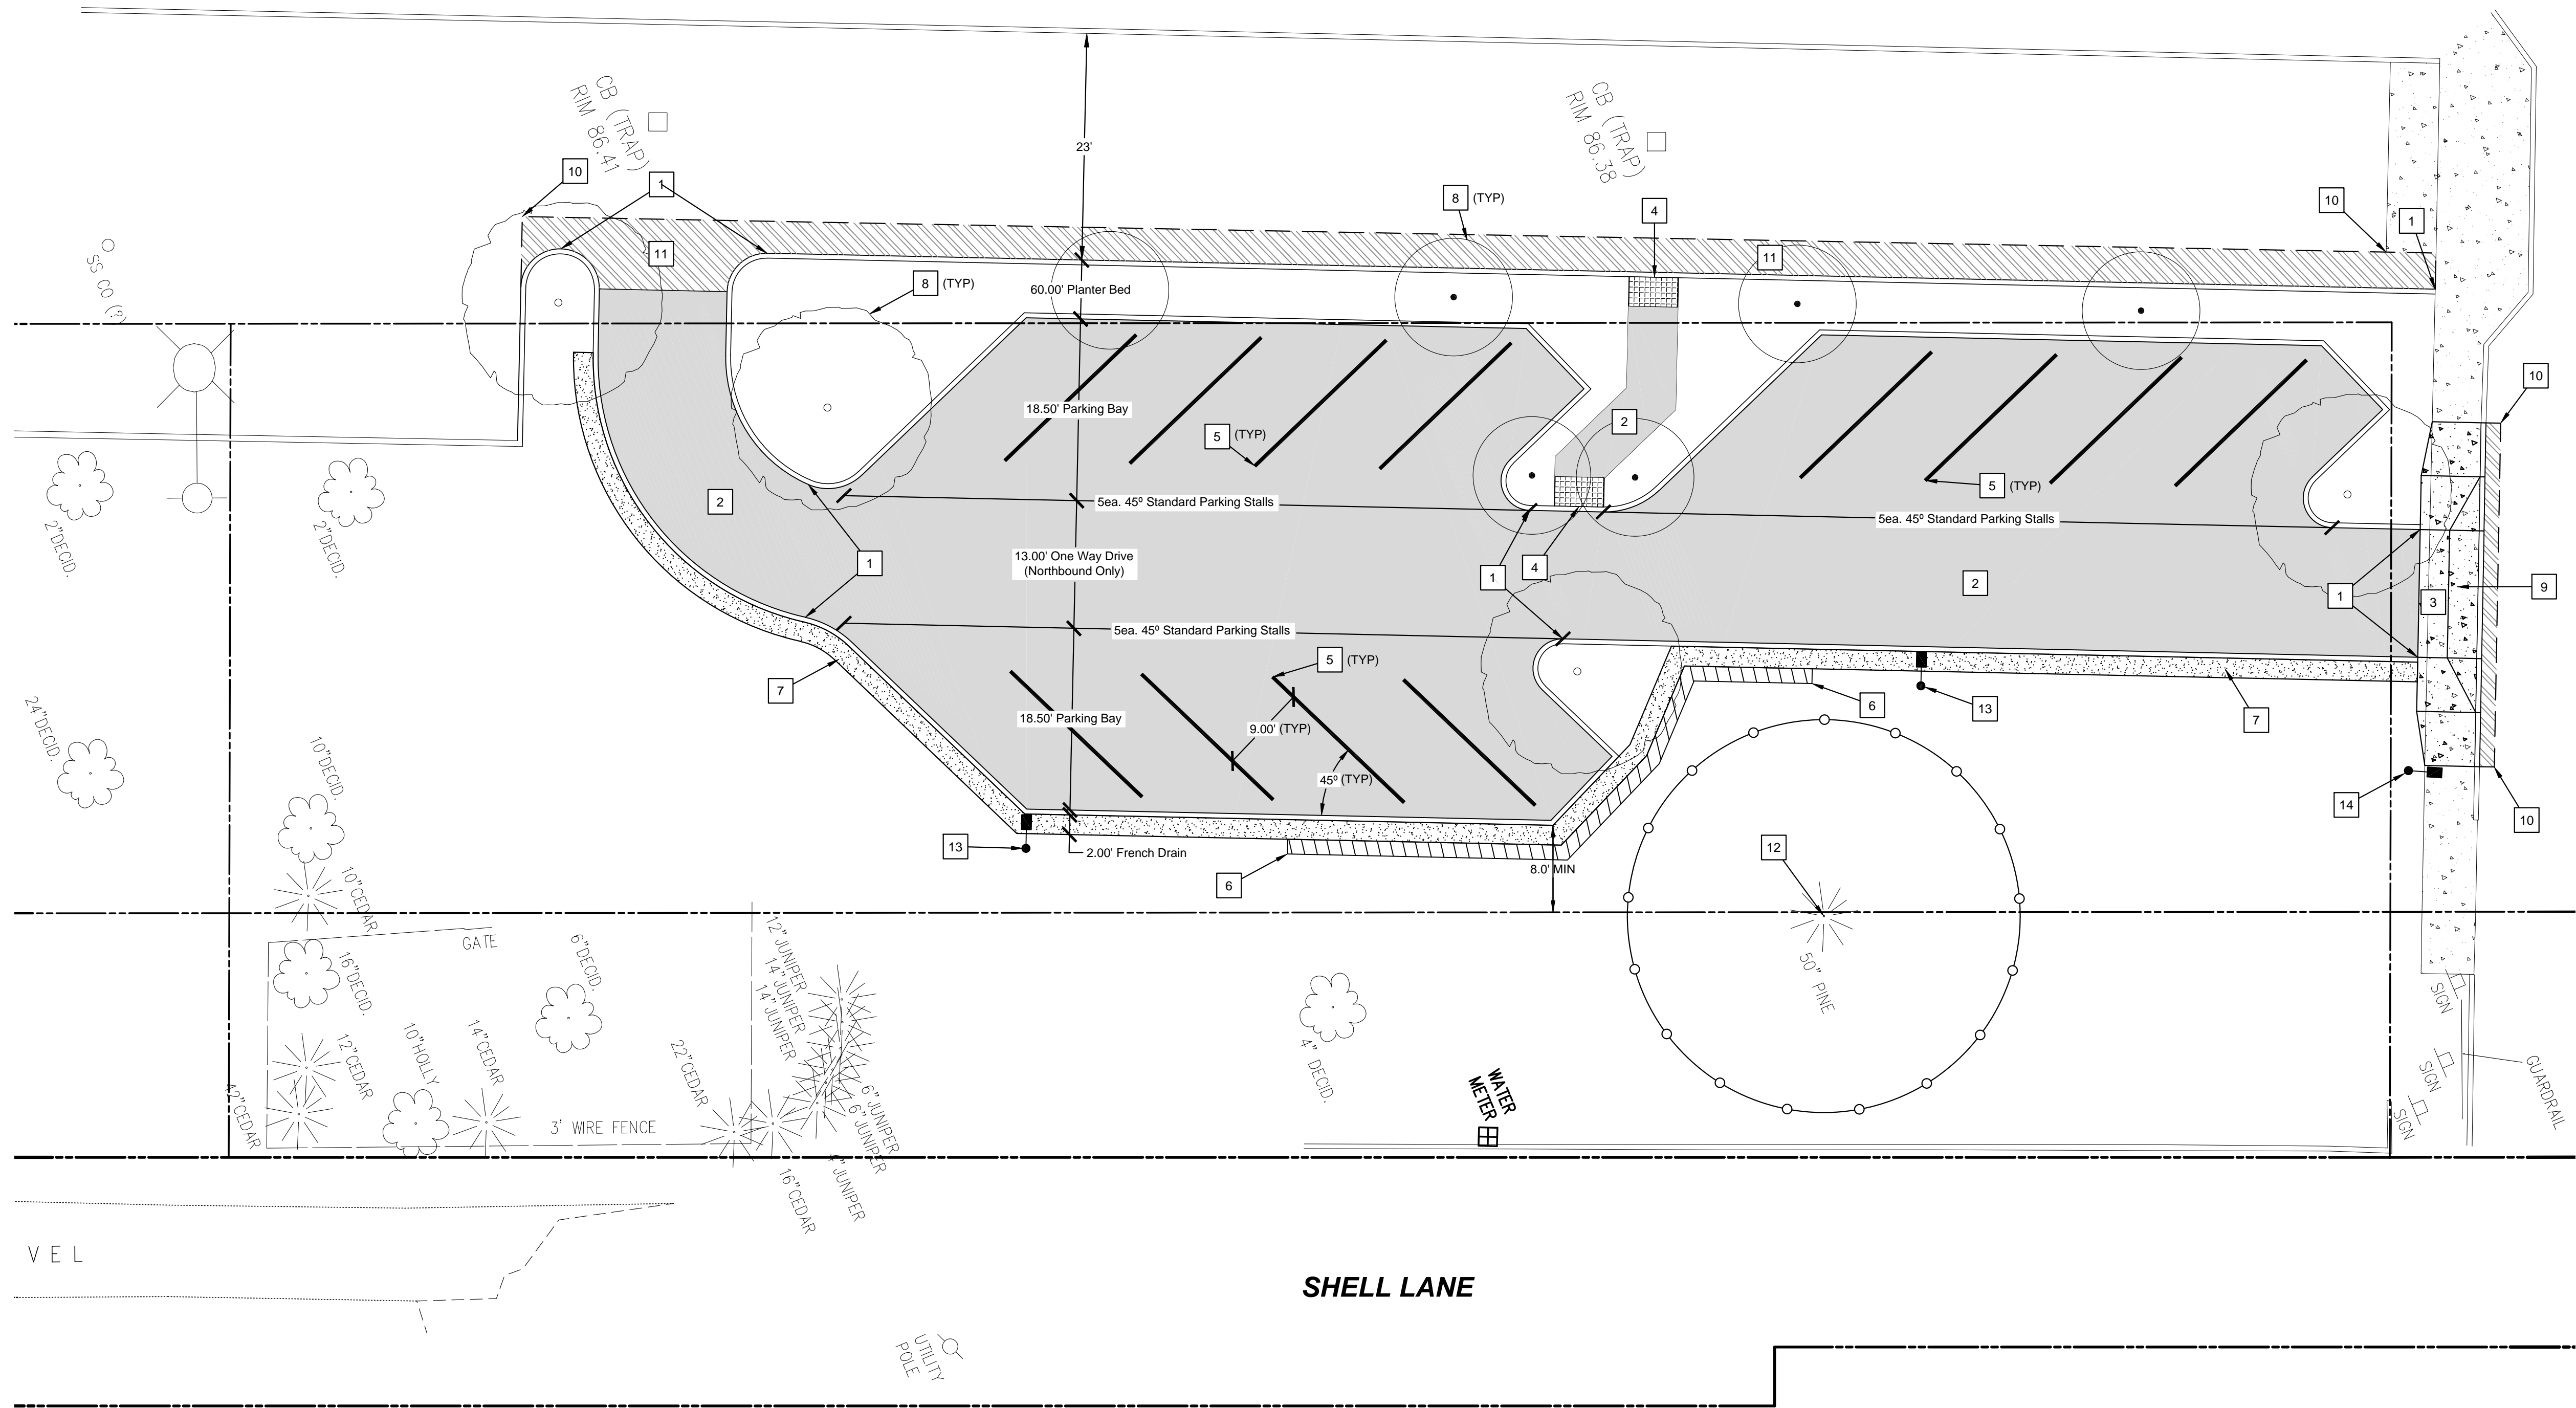 CB (TRAP)
RIM 86.41
CB (TRAP)
RIM 86.38
23'
10
1
8 (TYP)
4
10
1
SS CO (?)
11
11
8 (TYP)
60.00' Planter Bed
10
18.50' Parking Bay
5 (TYP)
2
2
5ea. 45º Standard Parking Stalls
5 (TYP)
5ea. 45º Standard Parking Stalls
2"DECID.
2"DECID.
13.00' One Way Drive
(Northbound Only)
1
1
4
2
1
3
9
5ea. 45º Standard Parking Stalls
5 (TYP)
7
6
13
7
18.50' Parking Bay
9.00' (TYP)
45º (TYP)
24"DECID.
10"DECID.
14
10
13
2.00' French Drain
12
8.0' MIN
6
10"CEDAR
GATE
12"JUNIPER
14"JUNIPER
14"JUNIPER
6"DECID.
16"DECID.
50" PINE
SIGN
12"CEDAR
10"HOLLY
14"CEDAR
22"CEDAR
4" DECID.
WATER
METER
SIGN
GUARDRAIL
42"CEDAR
3' WIRE FENCE
6"JUNIPER
6"JUNIPER
SIGN
4"JUNIPER
16"CEDAR
VEL
SHELL LANE
UTILITY
POLE